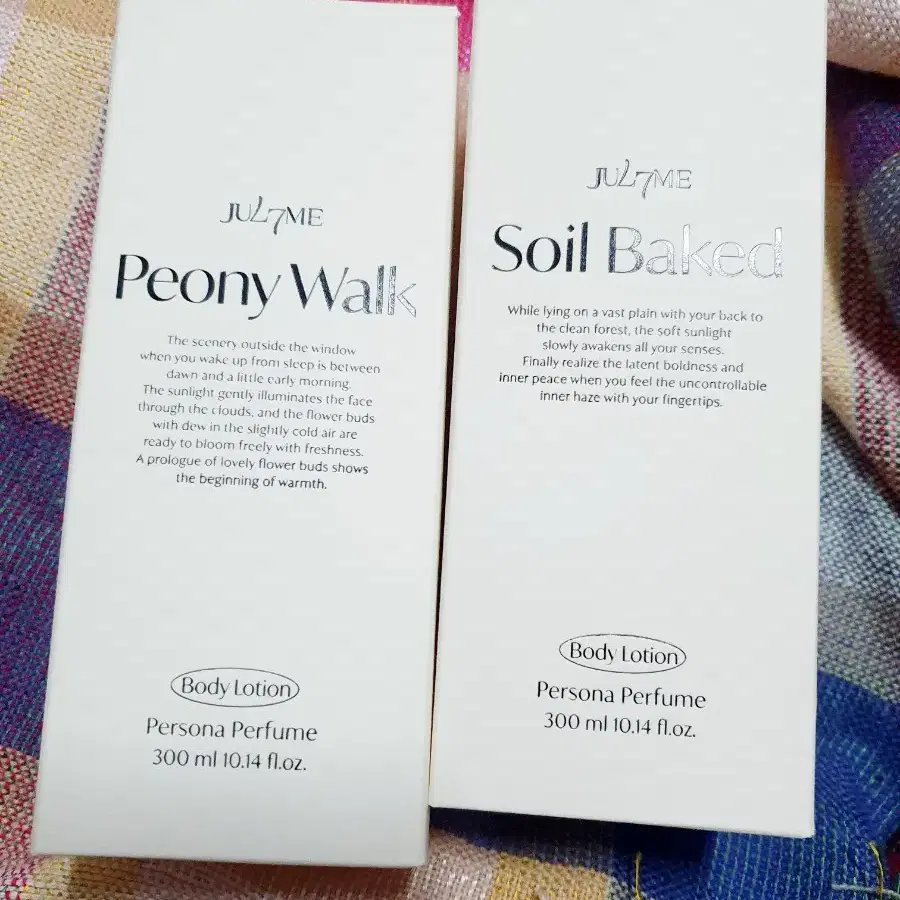 JUL7ME
Peony Walk
The scenery outside the window
when you wake up from sleep is between
dawn and a little early morning.
The sunlight gently illuminates the face
through the clouds, and the flower buds
with dew in the slightly cold air are
ready to bloom freely with freshness.
A prologue of lovely flower buds shows
the beginning of warmth.
Body Lotion
Persona Perfume
300 ml 10.14 fl.oz.
JUL7ME
Soil Baked
While lying on a vast plain with your back to
the clean forest, the soft sunlight
slowly awakens all your senses.
Finally realize the latent boldness and
inner peace when you feel the uncontrollable
inner haze with your fingertips.
Body Lotion
Persona Perfume
300 ml 10.14 fl.oz.